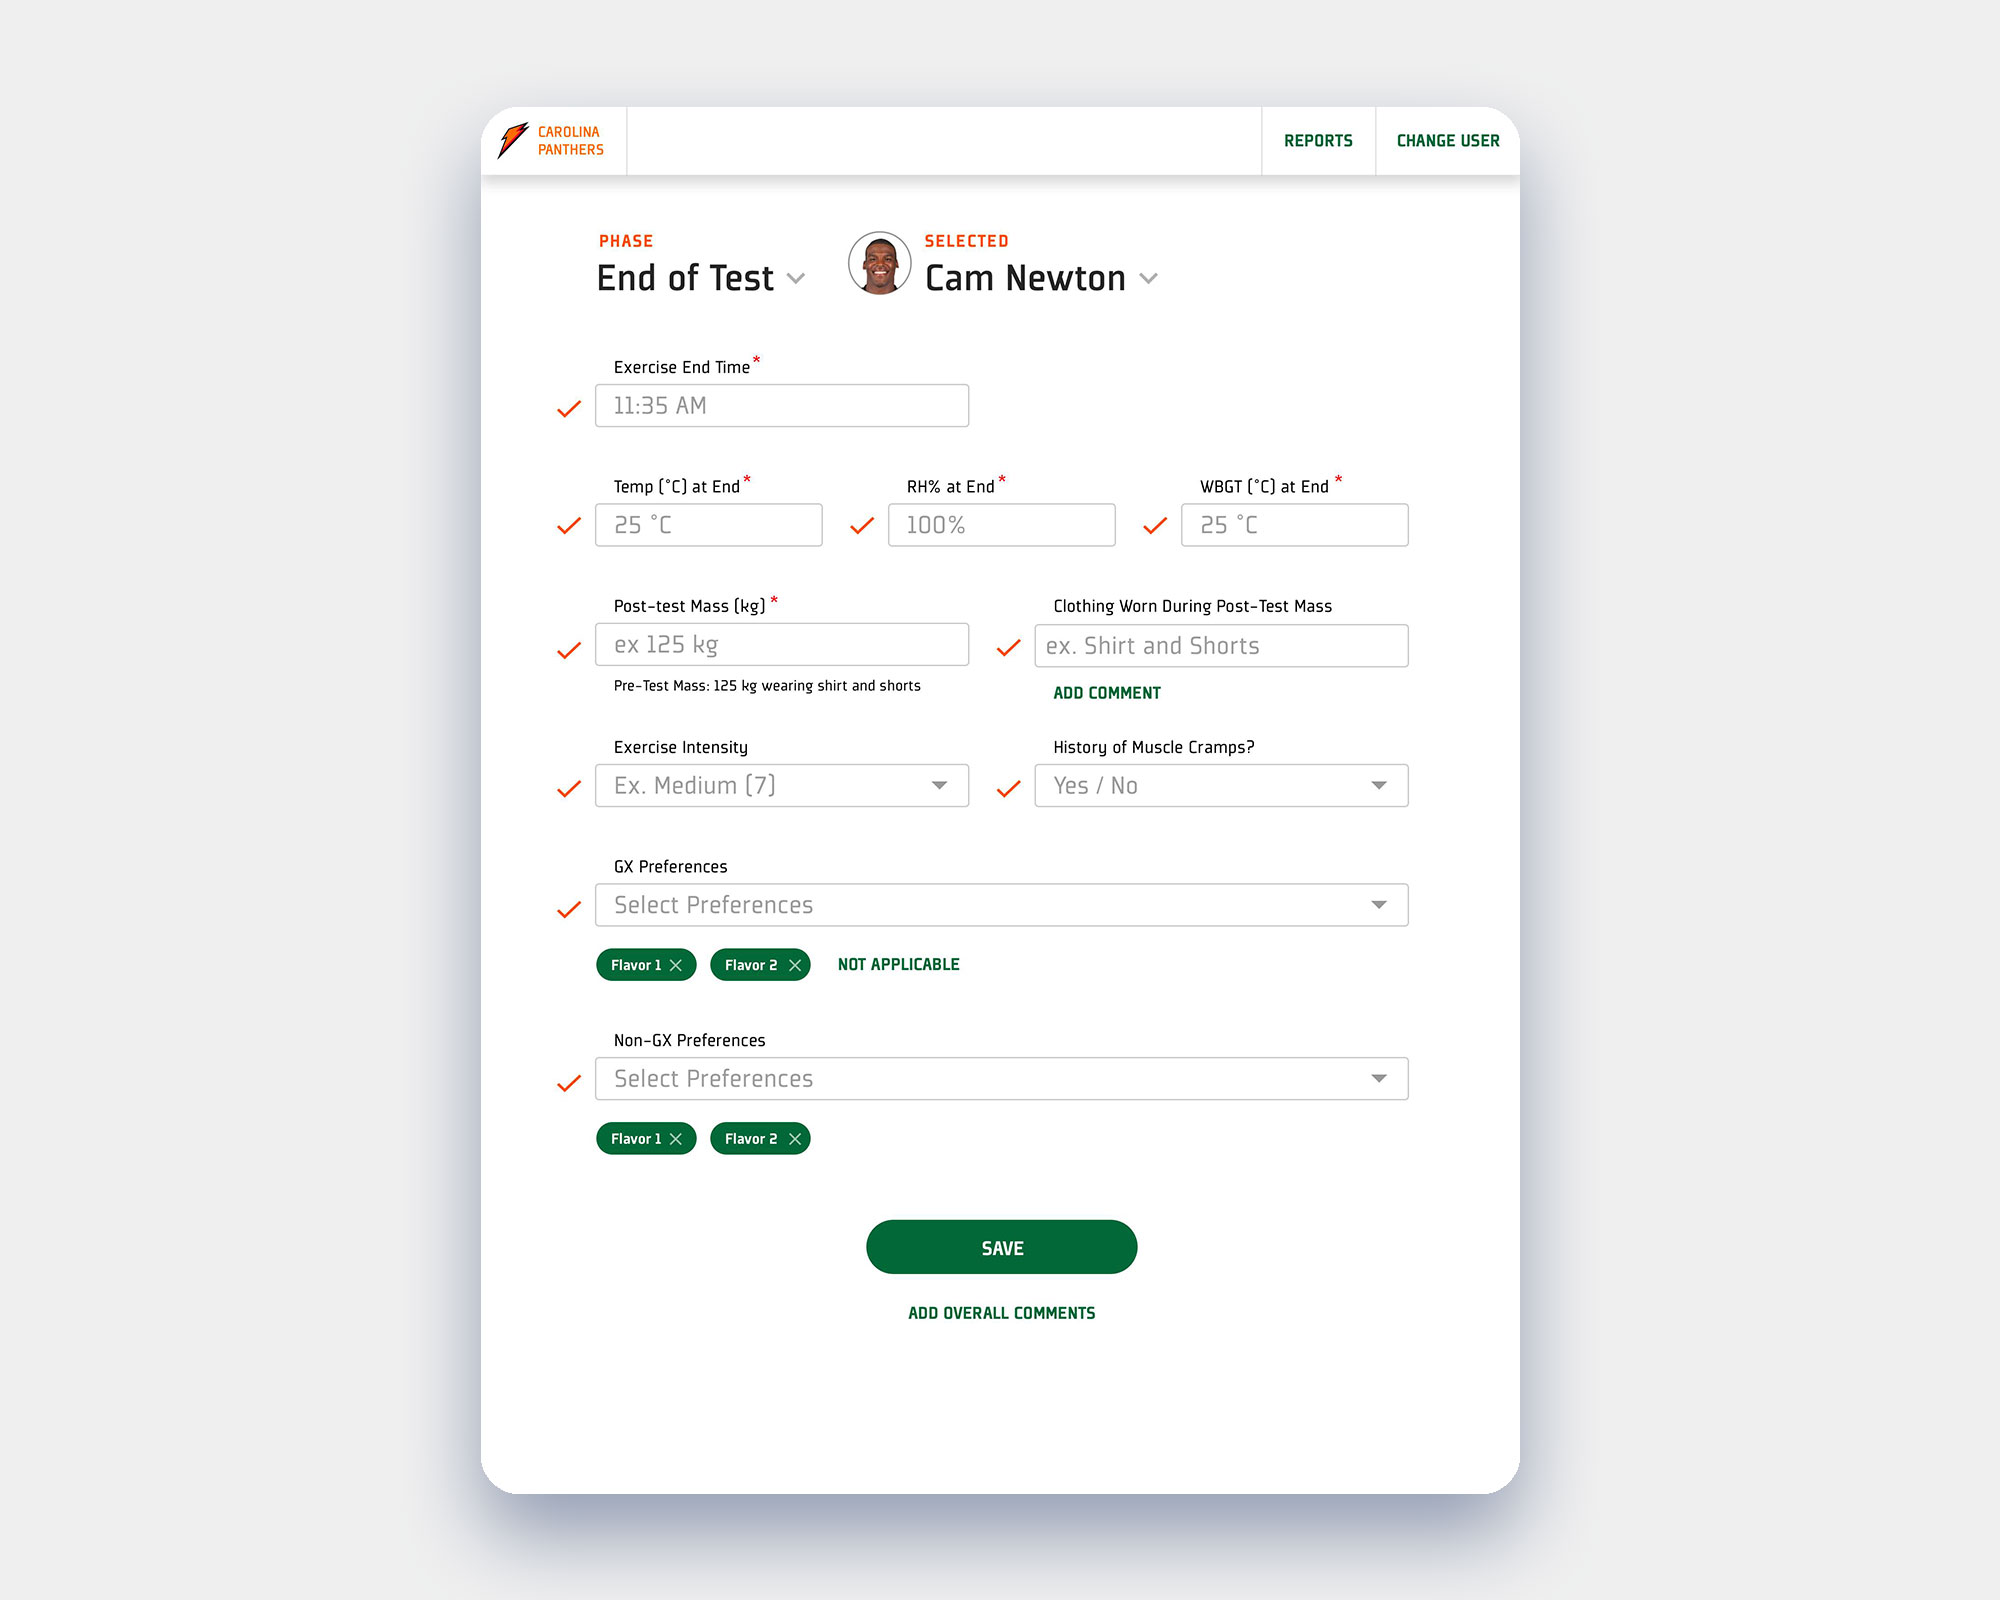 CAROLINA
PANTHERS
REPORTS
CHANGE USER
PHASE
End of Test
SELECTED
Cam Newton
Exercise End Time*
11:35 AM
Temp (°C) at End*
RH% at End*
WBGT (°C) at End *
25 °C
100%
25 °C
Post-test Mass (kg)*
Clothing Worn During Post-Test Mass
ex 125 kg
ex. Shirt and Shorts
Pre-Test Mass: 125 kg wearing shirt and shorts
ADD COMMENT
Exercise Intensity
History of Muscle Cramps?
Ex. Medium (7)
Yes / No
GX Preferences
Select Preferences
Flavor 1
Flavor 2
NOT APPLICABLE
Non-GX Preferences
Select Preferences
Flavor 1
Flavor 2
SAVE
ADD OVERALL COMMENTS